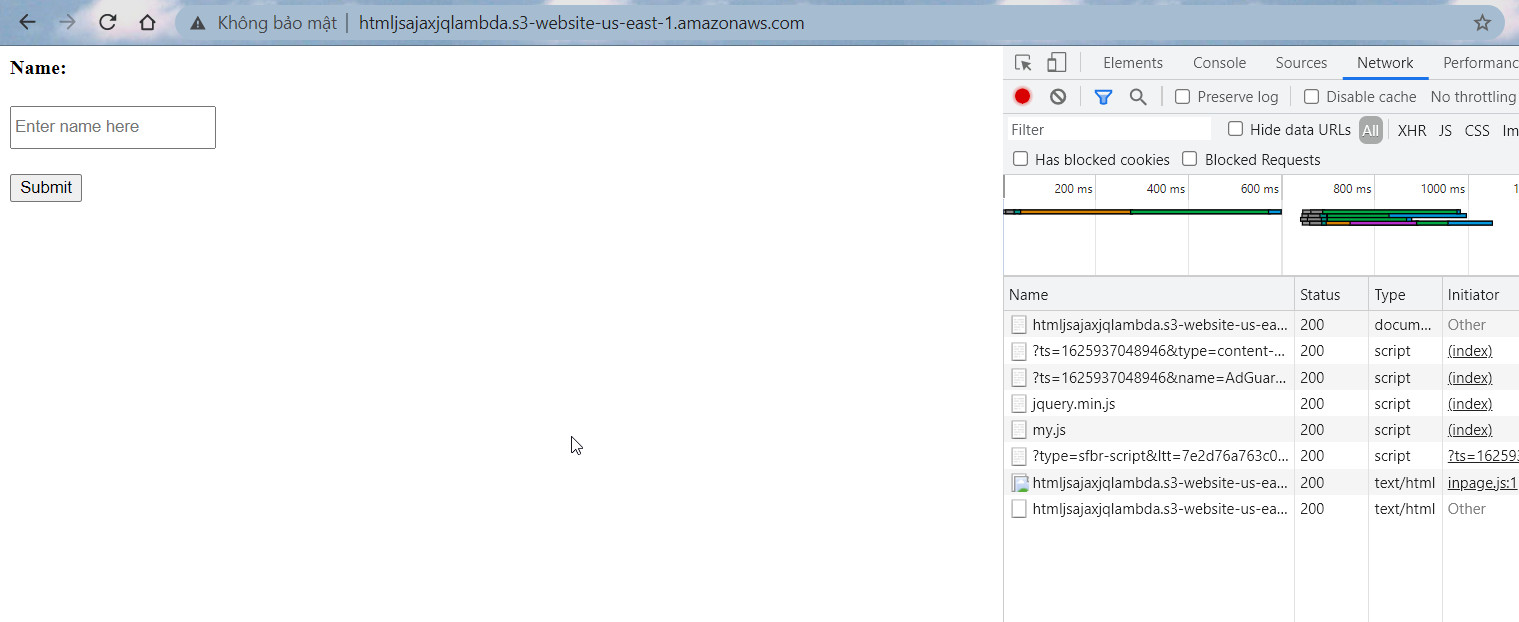 Không bảo mật | htmljsajaxjqlambda.s3-website-us-east-1.amazonaws.com
Name:
Enter name here
Submit
Elements Console Sources Network Performanc
Preserve log Disable cache No throttling
Filter Hide data URLs All XHR JS CSS Im
Has blocked cookies Blocked Requests
200 ms 400 ms 600 ms 800 ms 1000 ms 1
Name Status Type Initiator
htmljsajaxjqlambda.s3-website-us-ea... 200 docum... Other
?ts=1625937048946&type=content-... 200 script (index)
?ts=1625937048946&name=AdGuar... 200 script (index)
jquery.min.js 200 script (index)
my.js 200 script (index)
?type=sfbr-script&ltt=7e2d76a763c0... 200 script ?ts=16259
htmljsajaxjqlambda.s3-website-us-ea... 200 text/html inpage.js:1
htmljsajaxjqlambda.s3-website-us-ea... 200 text/html Other